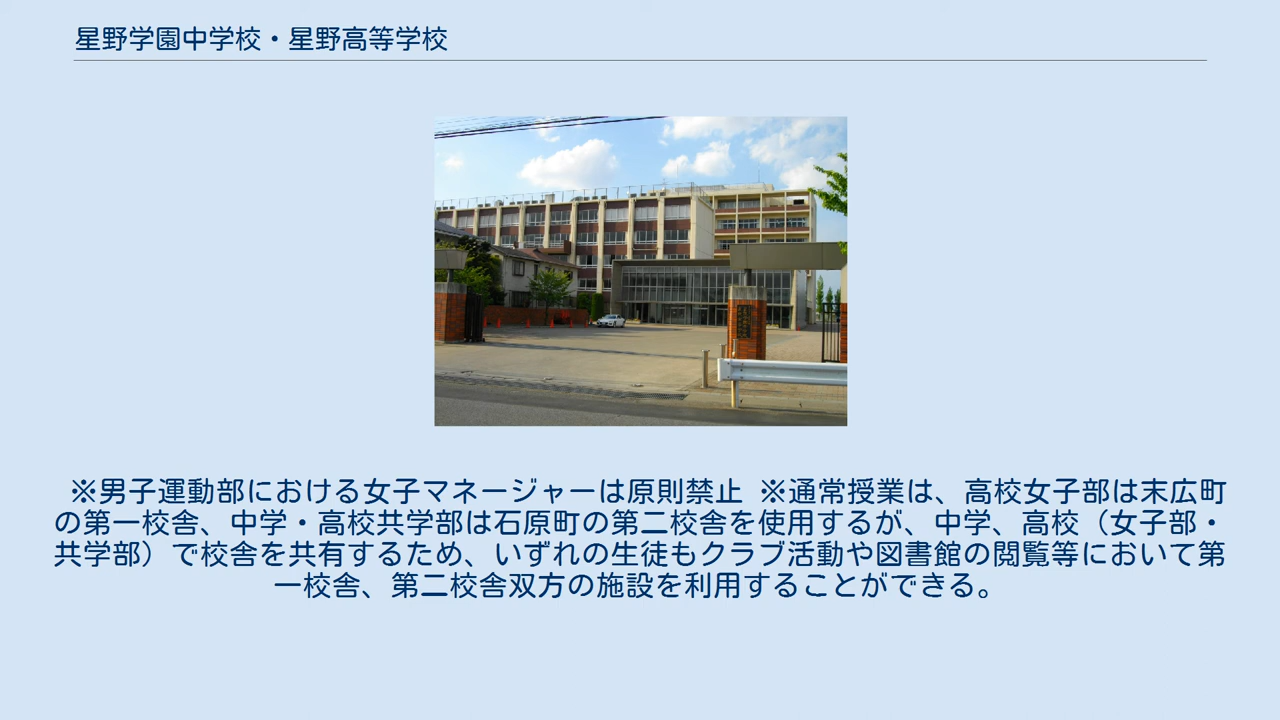 星野学園中学校・星野高等学校
※男子運動部における女子マネージャーは原則禁止 ※通常授業は、高校女子部は末広町
の第一校舎、中学・高校共学部は石原町の第二校舎を使用するが、中学、高校（女子部・
共学部）で校舎を共有するため、いずれの生徒もクラブ活動や図書館の閲覧等において第
一校舎、第二校舎双方の施設を利用することができる。